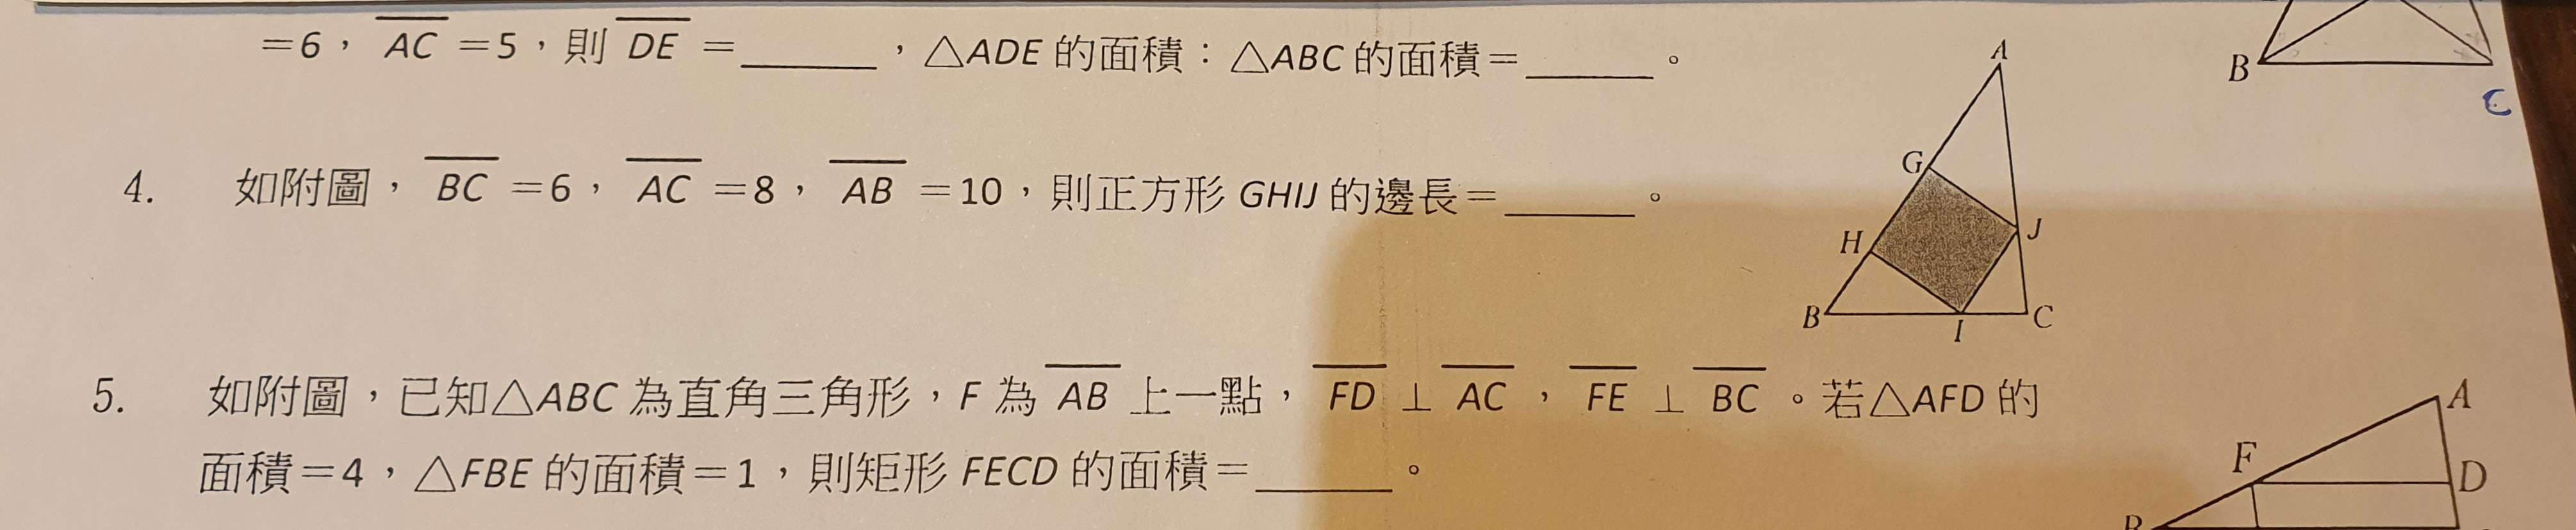 =6，AC=5，則 DE=______，△ADE 的面積：△ABC 的面積=______。
B
C
4. 如附圖，BC=6，AC=8，AB=10，則正方形 GHIJ 的邊長=______。
A
G
H
J
B
I
C
5. 如附圖，已知△ABC 為直角三角形，F 為 AB 上一點，FD⊥AC，FE⊥BC。若△AFD 的
面積=4，△FBE 的面積=1，則矩形 FECD 的面積=______。
A
F
D